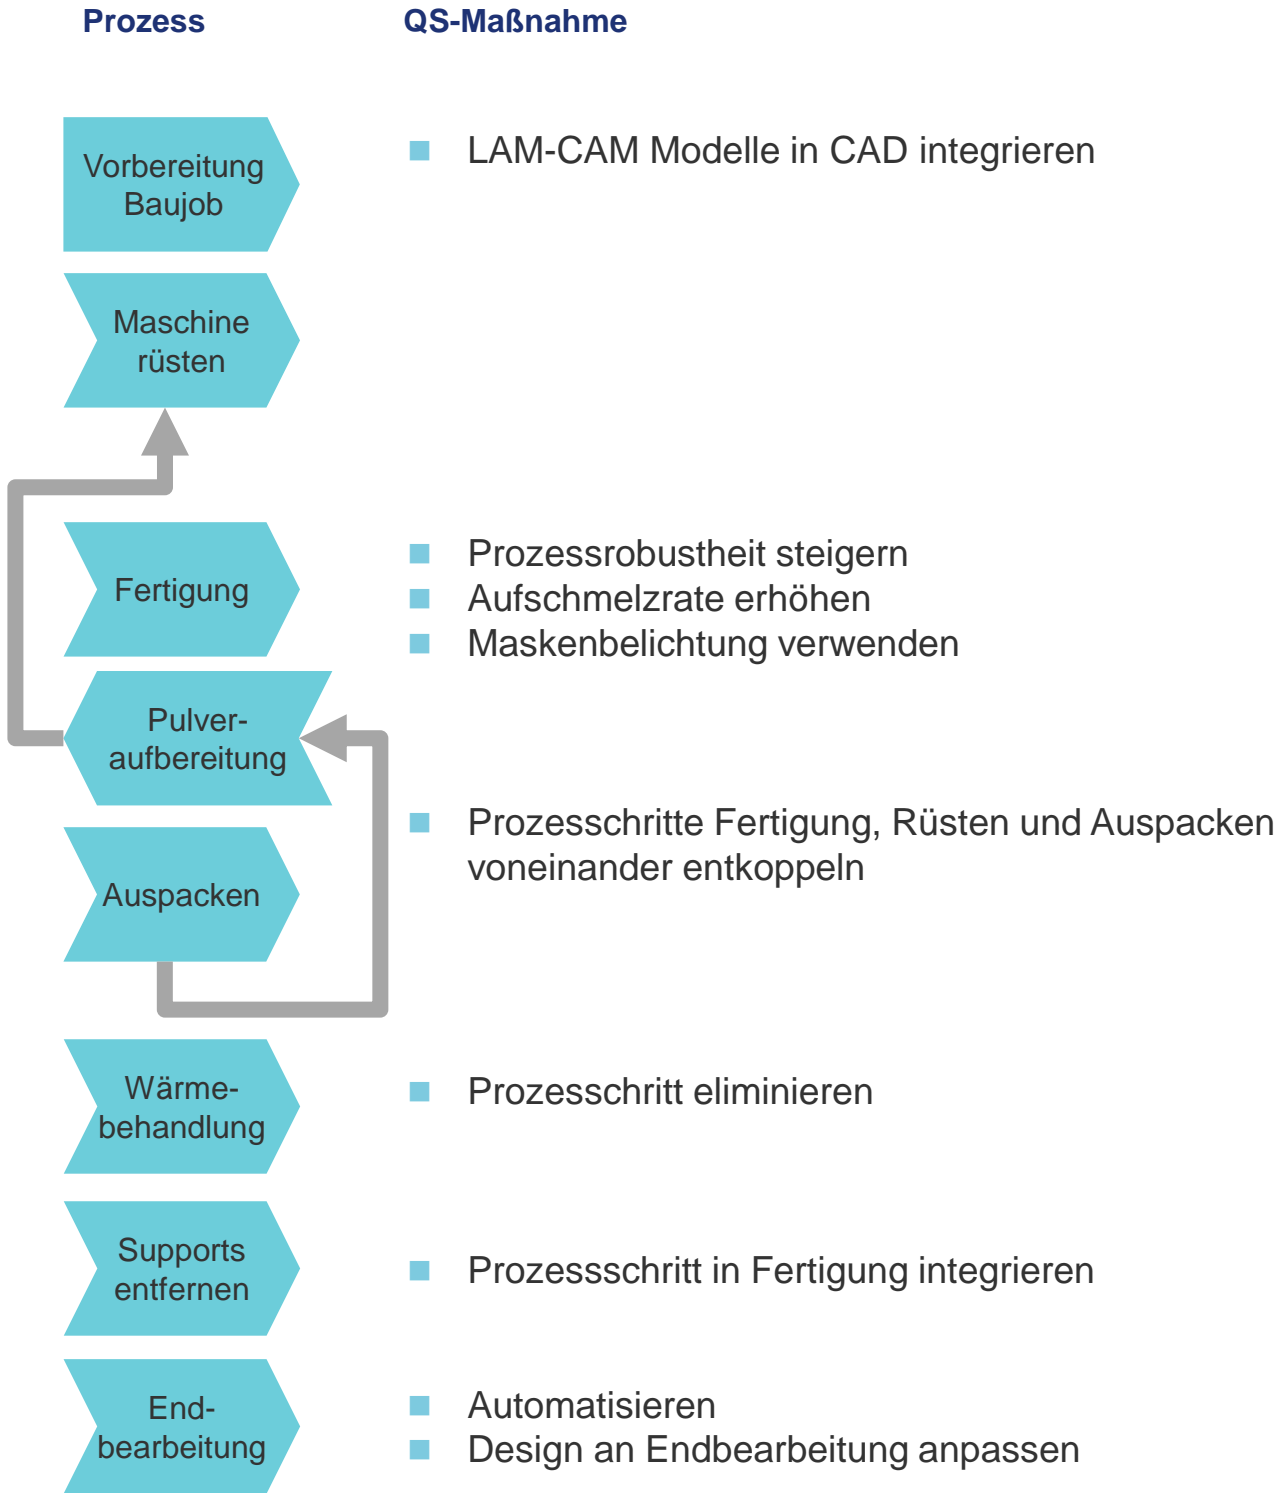 Prozess QS-Maßnahme
Vorbereitung
Baujob
LAM-CAM Modelle in CAD integrieren
Maschine
rüsten
Fertigung
Prozessrobustheit steigern
Aufschmelzrate erhöhen
Maskenbelichtung verwenden
Pulver-
aufbereitung
Prozesschritte Fertigung, Rüsten und Auspacken
voneinander entkoppeln
Auspacken
Wärme-
behandlung
Prozesschritt eliminieren
Supports
entfernen
Prozessschritt in Fertigung integrieren
End-
bearbeitung
Automatisieren
Design an Endbearbeitung anpassen